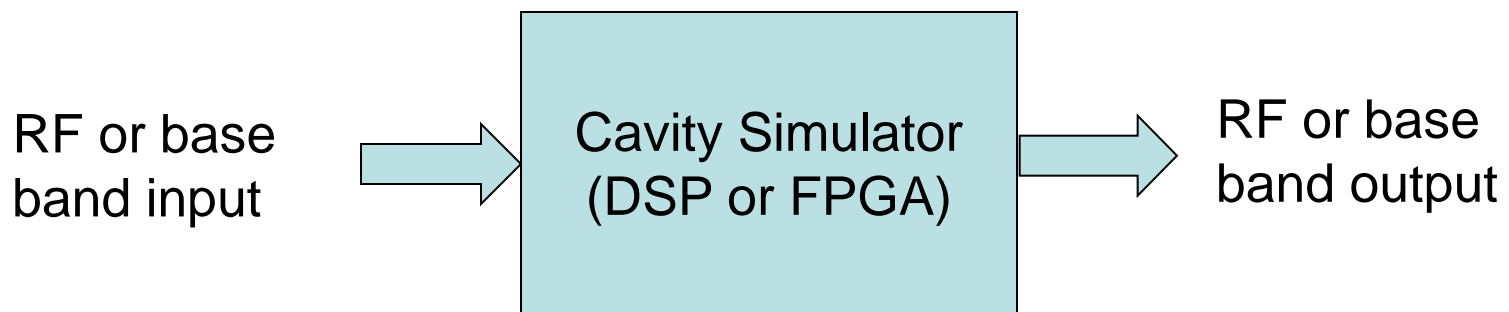 RF or base
band input
Cavity Simulator
(DSP or FPGA)
RF or base
band output